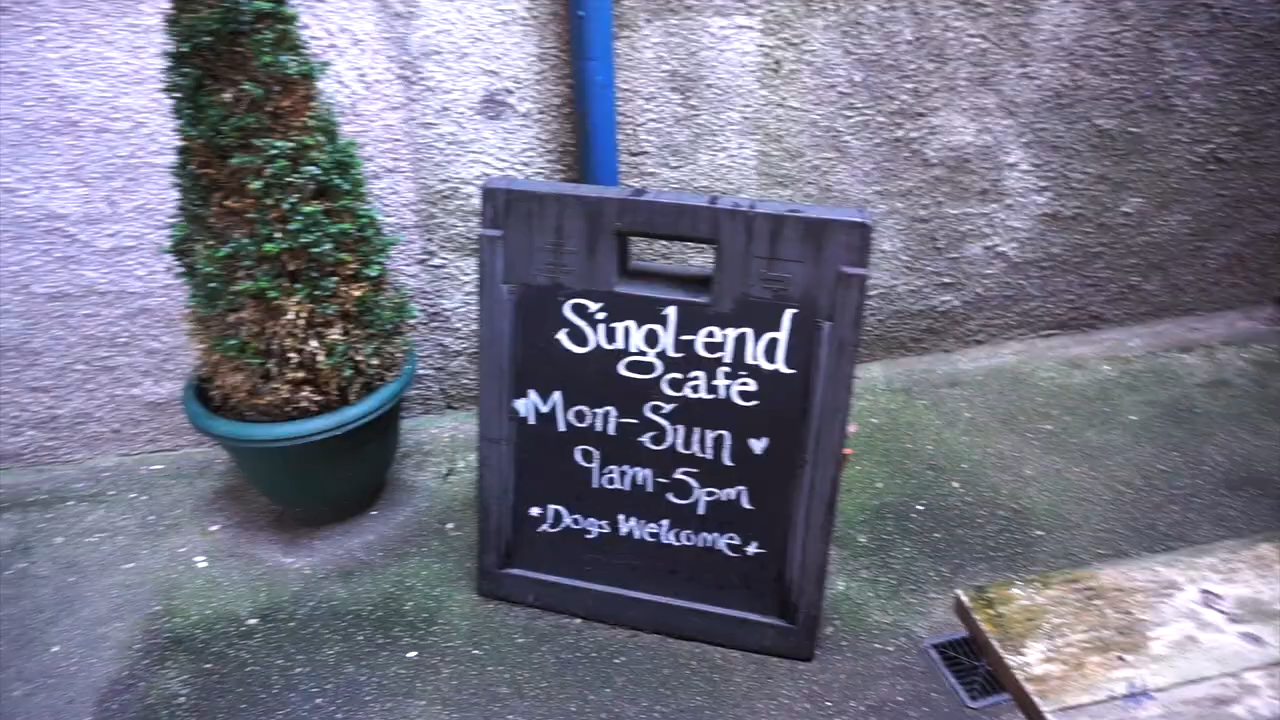 Singl-end
café
Mon-Sun ♥
9am-5pm
*Dogs Welcome*